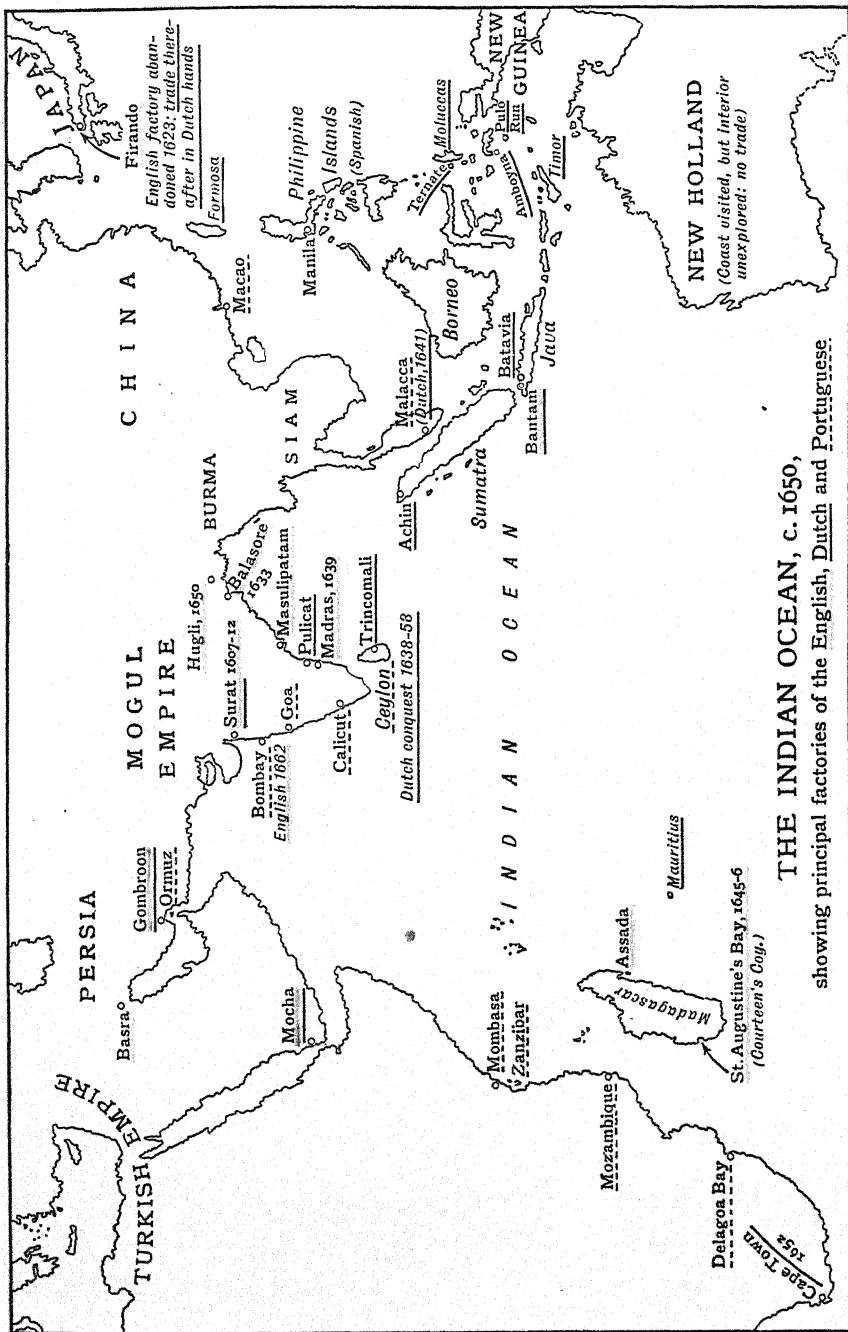 JAPAN
Firando
English factory aban-
doned 1623: trade there-
after in Dutch hands
Formosa
CHINA
Macao
Philippine
Islands
(Spanish)
Manila
Ternate
Moluccas
NEW
GUINEA
Pulo
Run
Amboyna
Timor
Borneo
Malacca
(Dutch, 1641)
Batavia
Java
Bantam
Sumatra
Achin
SIAM
BURMA
NEW HOLLAND
(Coast visited, but interior
unexplored: no trade)
MOGUL
EMPIRE
Hugli, 1650
Balasore
1633
Masulipatam
Pulicat
Madras, 1639
Trincomali
Surat 1607-12
Bombay
English 1662
Goa
Calicut
Ceylon
Dutch conquest 1638-58
PERSIA
Gombroon
Ormuz
Basra
TURKISH EMPIRE
Mocha
INDIAN OCEAN
Mombasa
Zanzibar
Mozambique
Madagascar
Assada
Mauritius
St. Augustine's Bay, 1645-6
(Courteen's Coy.)
Delagoa Bay
Cape Town
1652
THE INDIAN OCEAN, c. 1650,
showing principal factories of the English, Dutch and Portuguese